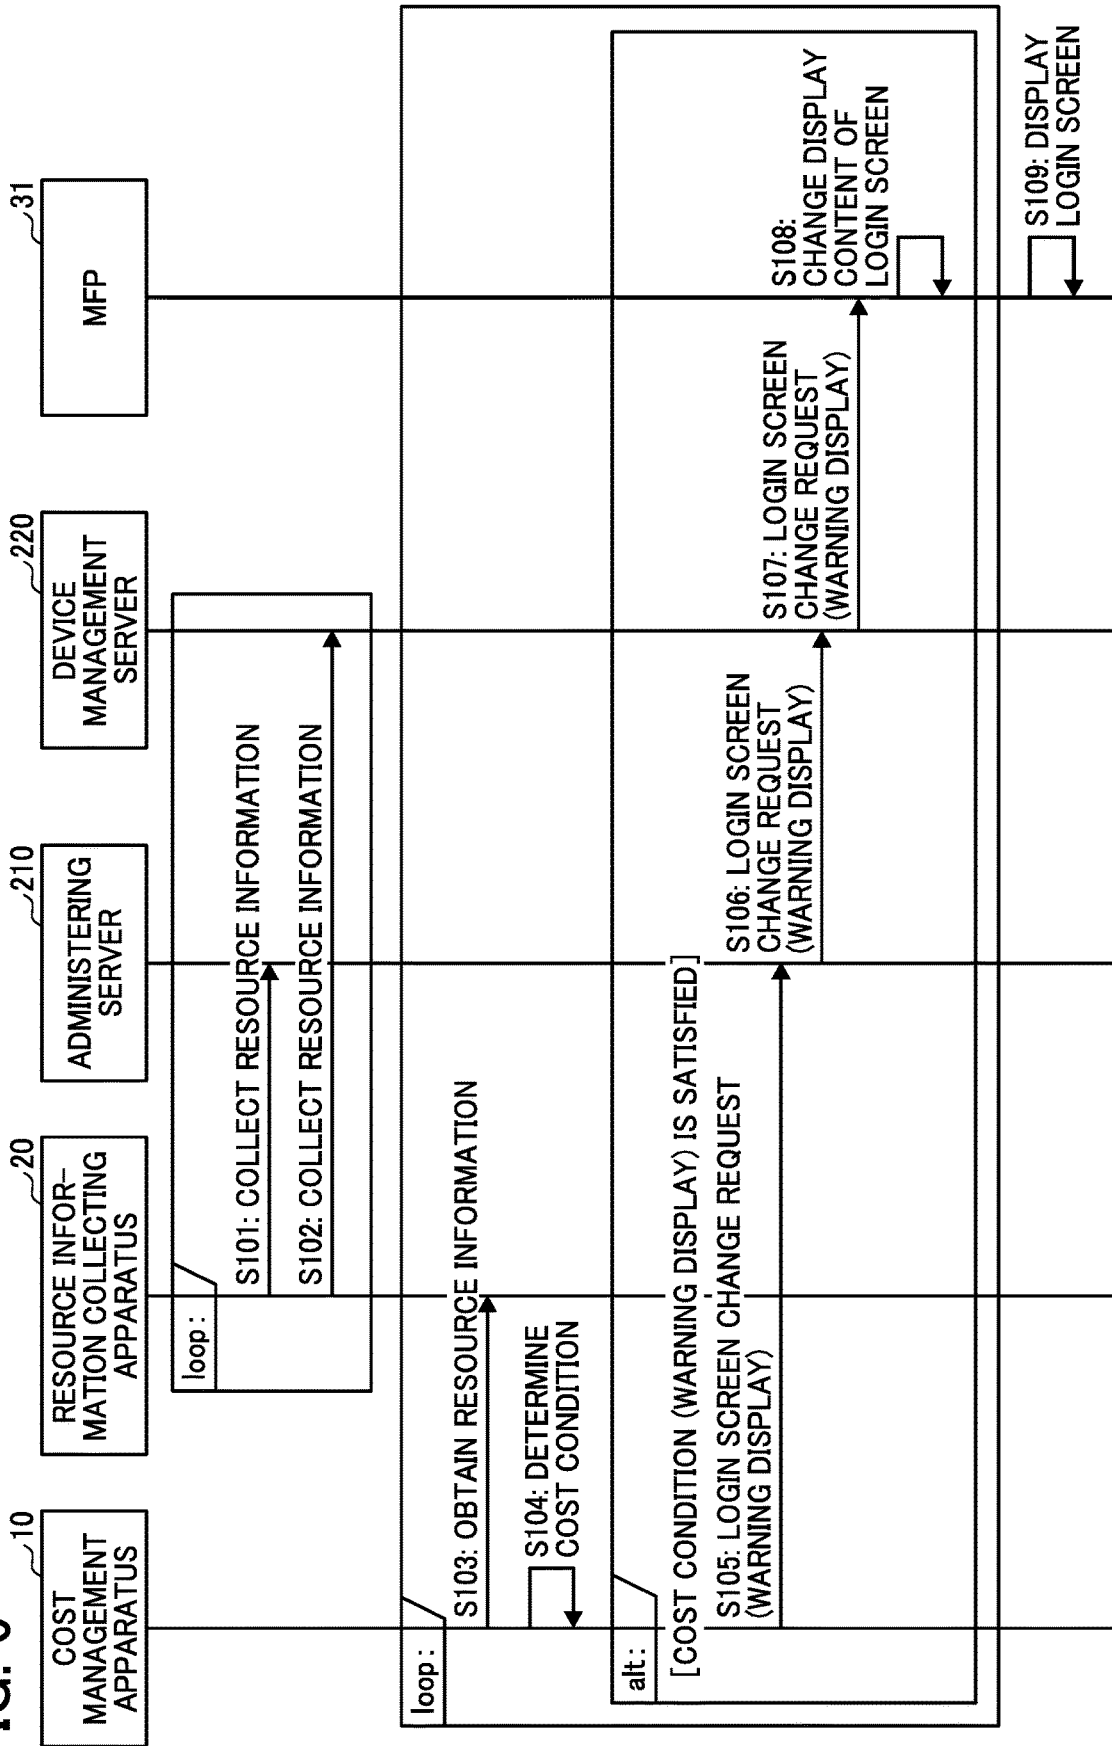 10
COST
MANAGEMENT
APPARATUS
20
RESOURCE INFOR-
MATION COLLECTING
APPARATUS
210
ADMINISTERING
SERVER
220
DEVICE
MANAGEMENT
SERVER
31
MFP
loop:
S101: COLLECT RESOURCE INFORMATION
S102: COLLECT RESOURCE INFORMATION
loop:
S103: OBTAIN RESOURCE INFORMATION
S104: DETERMINE
COST CONDITION
alt:
[COST CONDITION (WARNING DISPLAY) IS SATISFIED]
S105: LOGIN SCREEN CHANGE REQUEST
(WARNING DISPLAY)
S106: LOGIN SCREEN
CHANGE REQUEST
(WARNING DISPLAY)
S107: LOGIN SCREEN
CHANGE REQUEST
(WARNING DISPLAY)
S108:
CHANGE DISPLAY
CONTENT OF
LOGIN SCREEN
S109: DISPLAY
LOGIN SCREEN